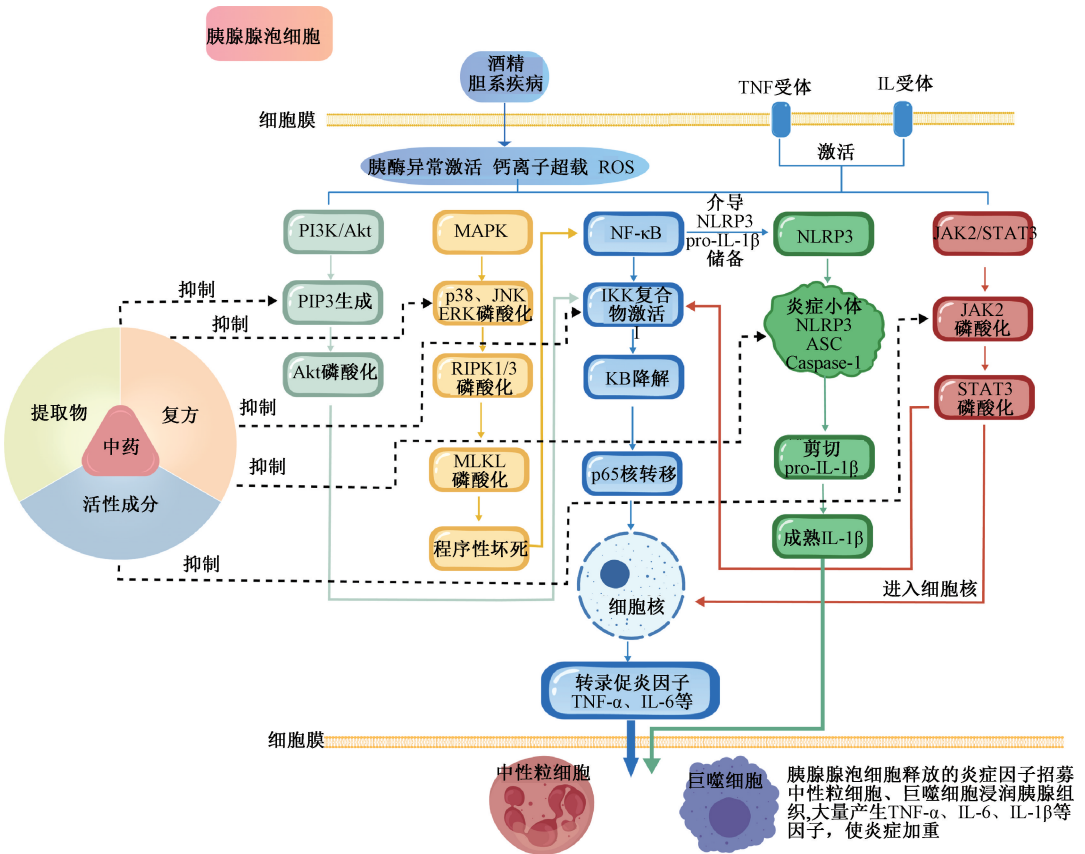 胰腺腺泡细胞
酒精
胆系疾病
TNF受体
IL受体
细胞膜
激活
胰酶异常激活 钙离子超载 ROS
介导
NLRP3
pro-IL-1β
储备
PI3K/Akt
MAPK
NF-κB
NLRP3
JAK2/STAT3
抑制
PIP3生成
抑制
p38、JNK
ERK磷酸化
IKK复合
物激活
I
炎症小体
NLRP3
ASC
Caspase-1
JAK2
磷酸化
Akt磷酸化
RIPK1/3
磷酸化
KB降解
STAT3
磷酸化
提取物
复方
中药
活性成分
抑制
抑制
抑制
MLKL
磷酸化
p65核转移
剪切
pro-IL-1β
程序性坏死
成熟IL-1β
细胞核
进入细胞核
转录促炎因子
TNF-α、IL-6等
细胞膜
中性粒细胞
巨噬细胞
胰腺腺泡细胞释放的炎症因子招募
中性粒细胞、巨噬细胞浸润胰腺组
织,大量产生TNF-α、IL-6、IL-1β等
因子，使炎症加重